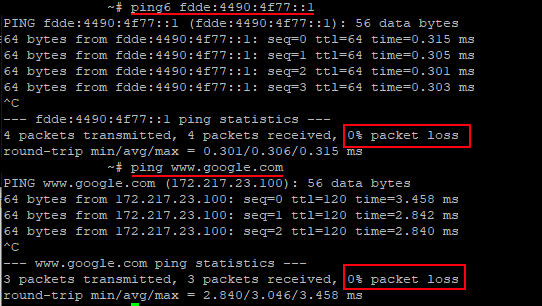 ~# ping6 fdde:4490:4f77::1
PING fdde:4490:4f77::1 (fdde:4490:4f77::1): 56 data bytes
64 bytes from fdde:4490:4f77::1: seq=0 ttl=64 time=0.315 ms
64 bytes from fdde:4490:4f77::1: seq=1 ttl=64 time=0.305 ms
64 bytes from fdde:4490:4f77::1: seq=2 ttl=64 time=0.301 ms
64 bytes from fdde:4490:4f77::1: seq=3 ttl=64 time=0.303 ms
^C
--- fdde:4490:4f77::1 ping statistics ---
4 packets transmitted, 4 packets received, 0% packet loss
round-trip min/avg/max = 0.301/0.306/0.315 ms
~# ping www.google.com
PING www.google.com (172.217.23.100): 56 data bytes
64 bytes from 172.217.23.100: seq=0 ttl=120 time=3.458 ms
64 bytes from 172.217.23.100: seq=1 ttl=120 time=2.842 ms
64 bytes from 172.217.23.100: seq=2 ttl=120 time=2.840 ms
^C
--- www.google.com ping statistics ---
3 packets transmitted, 3 packets received, 0% packet loss
round-trip min/avg/max = 2.840/3.046/3.458 ms